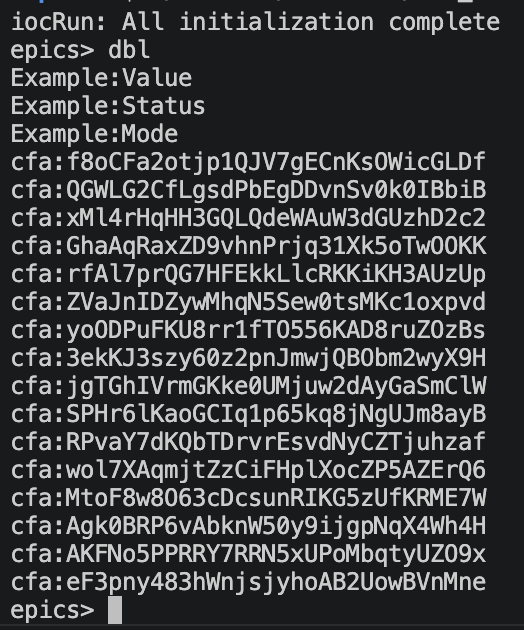 iocRun: All initialization complete
epics> dbl
Example:Value
Example:Status
Example:Mode
cfa:f8oCFa2otjp1QJV7gECnKsOWicGLDf
cfa:QGWLG2CfLgsdPbEgDDvnSv0k0IBbiB
cfa:xMl4rHqHH3GQLQdeWAuW3dGUzhD2c2
cfa:GhaAqRaxZD9vhnPrjq31Xk5oTwOOKK
cfa:rfAl7prQG7HFEkkLlcRKKiKH3AUzUp
cfa:ZVaJnIDZywMhqN5Sew0tsMKc1oxpvd
cfa:yoODPuFKU8rr1fTO556KAD8ruZOzBs
cfa:3ekKJ3szy60z2pnJmwjQBObm2wyX9H
cfa:jgTGhIVrmGKke0UMjuw2dAyGaSmClW
cfa:SPHr6lKaoGCIq1p65kq8jNgUJm8ayB
cfa:RPvaY7dKQbTDrvrEsvdNyCZTjuhzaf
cfa:wol7XAqmjtZzCiFHplXocZP5AZErQ6
cfa:MtoF8w8O63cDcsunRIKG5zUfKRME7W
cfa:Agk0BRP6vAbknW50y9ijgpNqX4Wh4H
cfa:AKFNo5PPRRY7RRN5xUPoMbqtyUZO9x
cfa:eF3pny483hWnjsjyhoAB2UowBVnMne
epics>